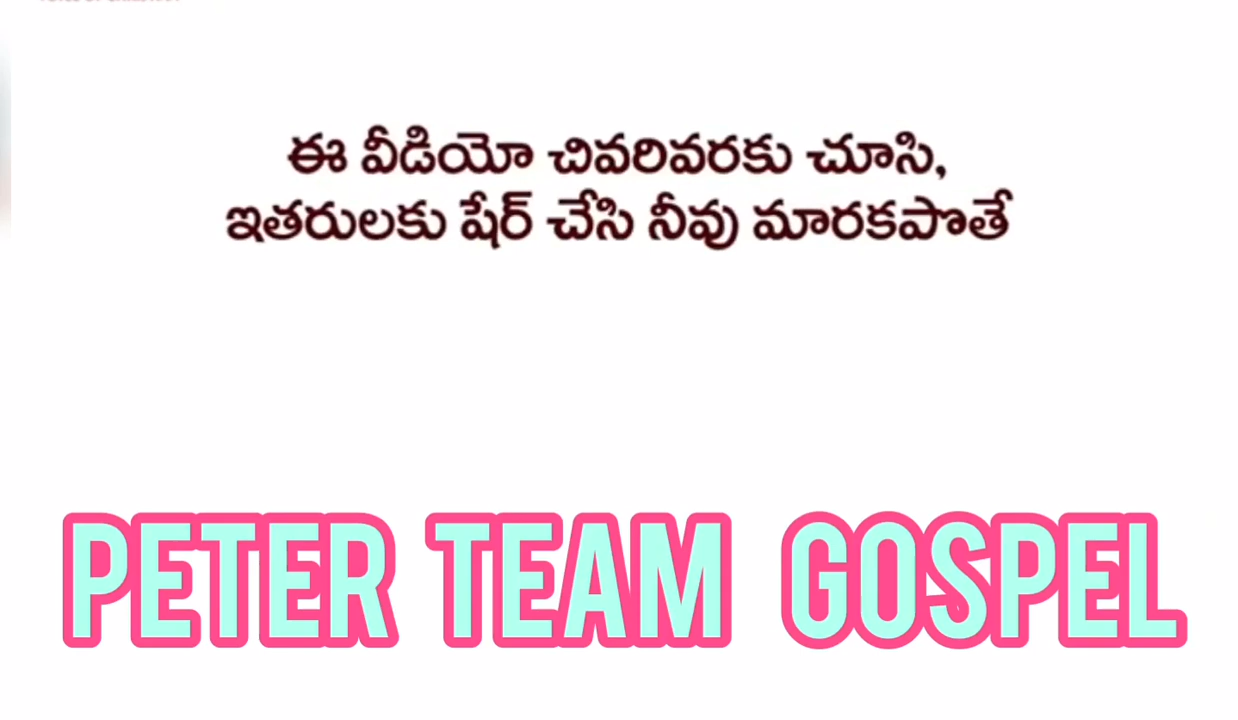 ఈ వీడియో చివరివరకు చూసి,
ఇతరులకు షేర్ చేసి నీవు మారకపొతే
PETER TEAM GOSPEL